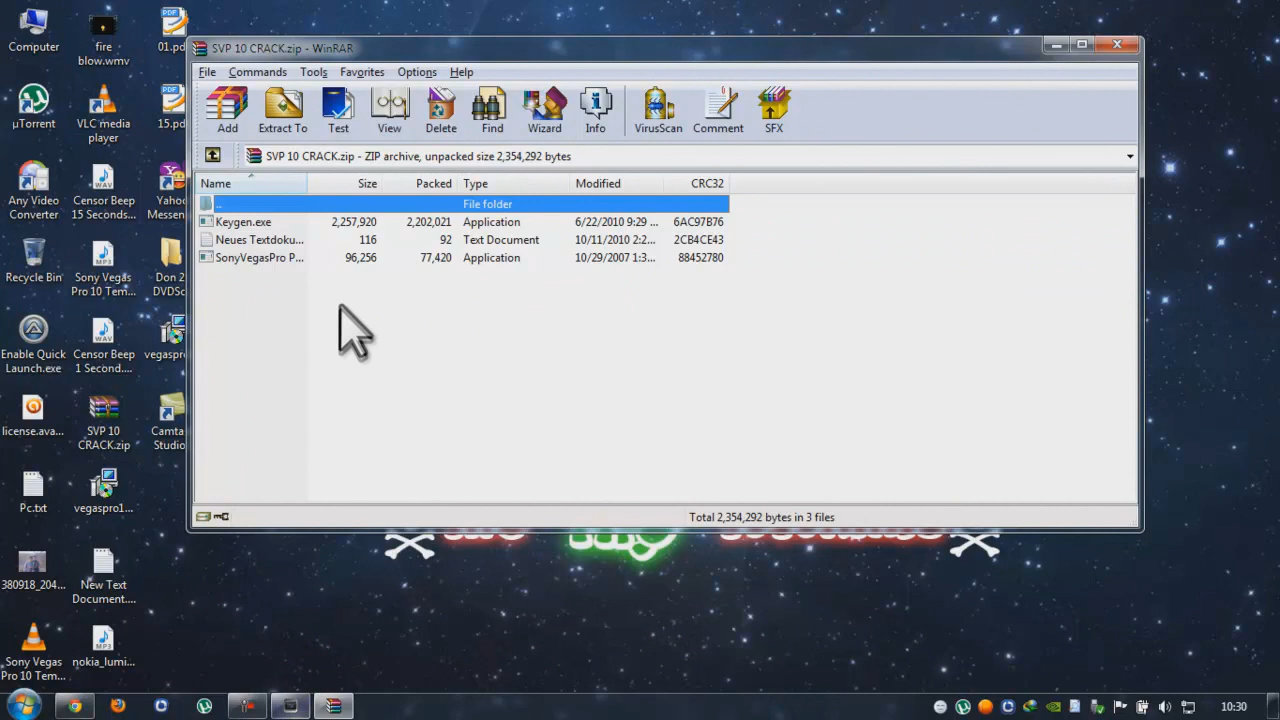 Computer
fire
blow.wmv
01.pd
µTorrent
VLC media
player
15.pd
Any Video
Converter
Censor Beep
15 Seconds....
Yahoo
Messen
Recycle Bin
Sony Vegas
Pro 10 Tem...
Don 2
DVDSc
Enable Quick
Launch.exe
Censor Beep
1 Second....
vegaspro
license.ava...
SVP 10
CRACK.zip
Camta
Studio
Pc.txt
vegaspro1...
380918_204...
New Text
Document....
Sony Vegas
Pro 10 Tem...
nokia_lumi...
SVP 10 CRACK.zip - WinRAR
File Commands Tools Favorites Options Help
Add Extract To Test View Delete Find Wizard Info VirusScan Comment SFX
SVP 10 CRACK.zip - ZIP archive, unpacked size 2,354,292 bytes
Name Size Packed Type Modified CRC32
.. File folder
Keygen.exe 2,257,920 2,202,021 Application 6/22/2010 9:29 ... 6AC97B76
Neues Textdoku... 116 92 Text Document 10/11/2010 2:2... 2CB4CE43
SonyVegasPro P... 96,256 77,420 Application 10/29/2007 1:3... 88452780
Total 2,354,292 bytes in 3 files
10:30